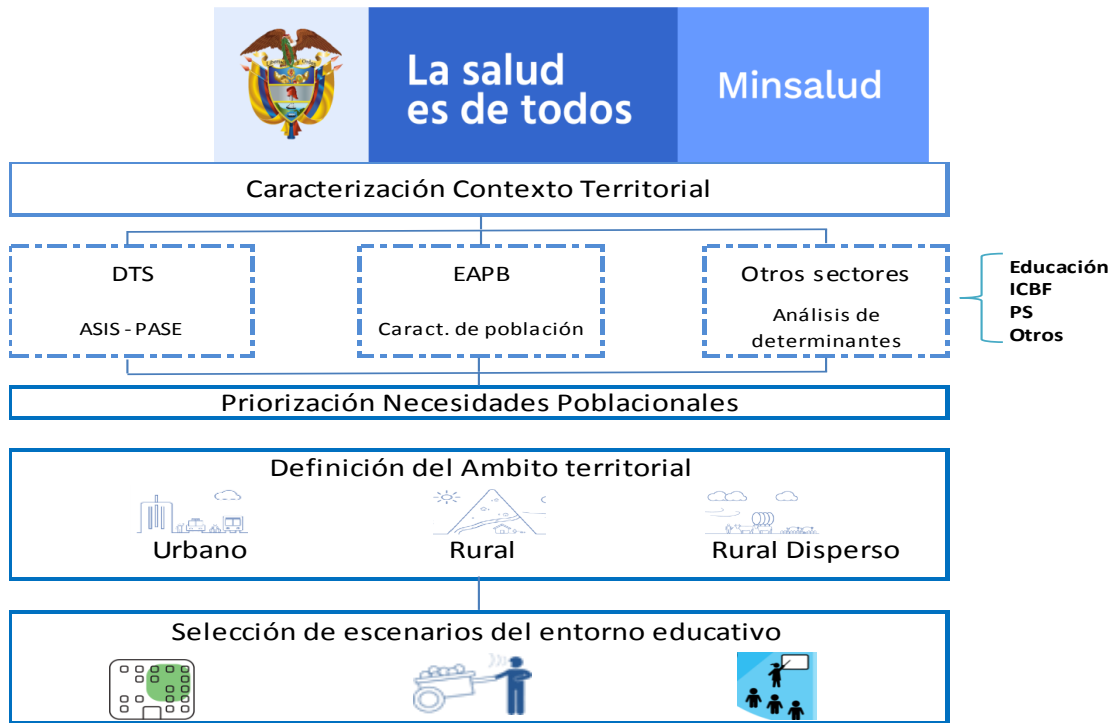 La salud
es de todos
Minsalud
Caracterización Contexto Territorial
DTS
ASIS - PASE
EAPB
Caract. de población
Otros sectores
Análisis de
determinantes
Educación
ICBF
PS
Otros
Priorización Necesidades Poblacionales
Definición del Ambito territorial
Urbano
Rural
Rural Disperso
Selección de escenarios del entorno educativo